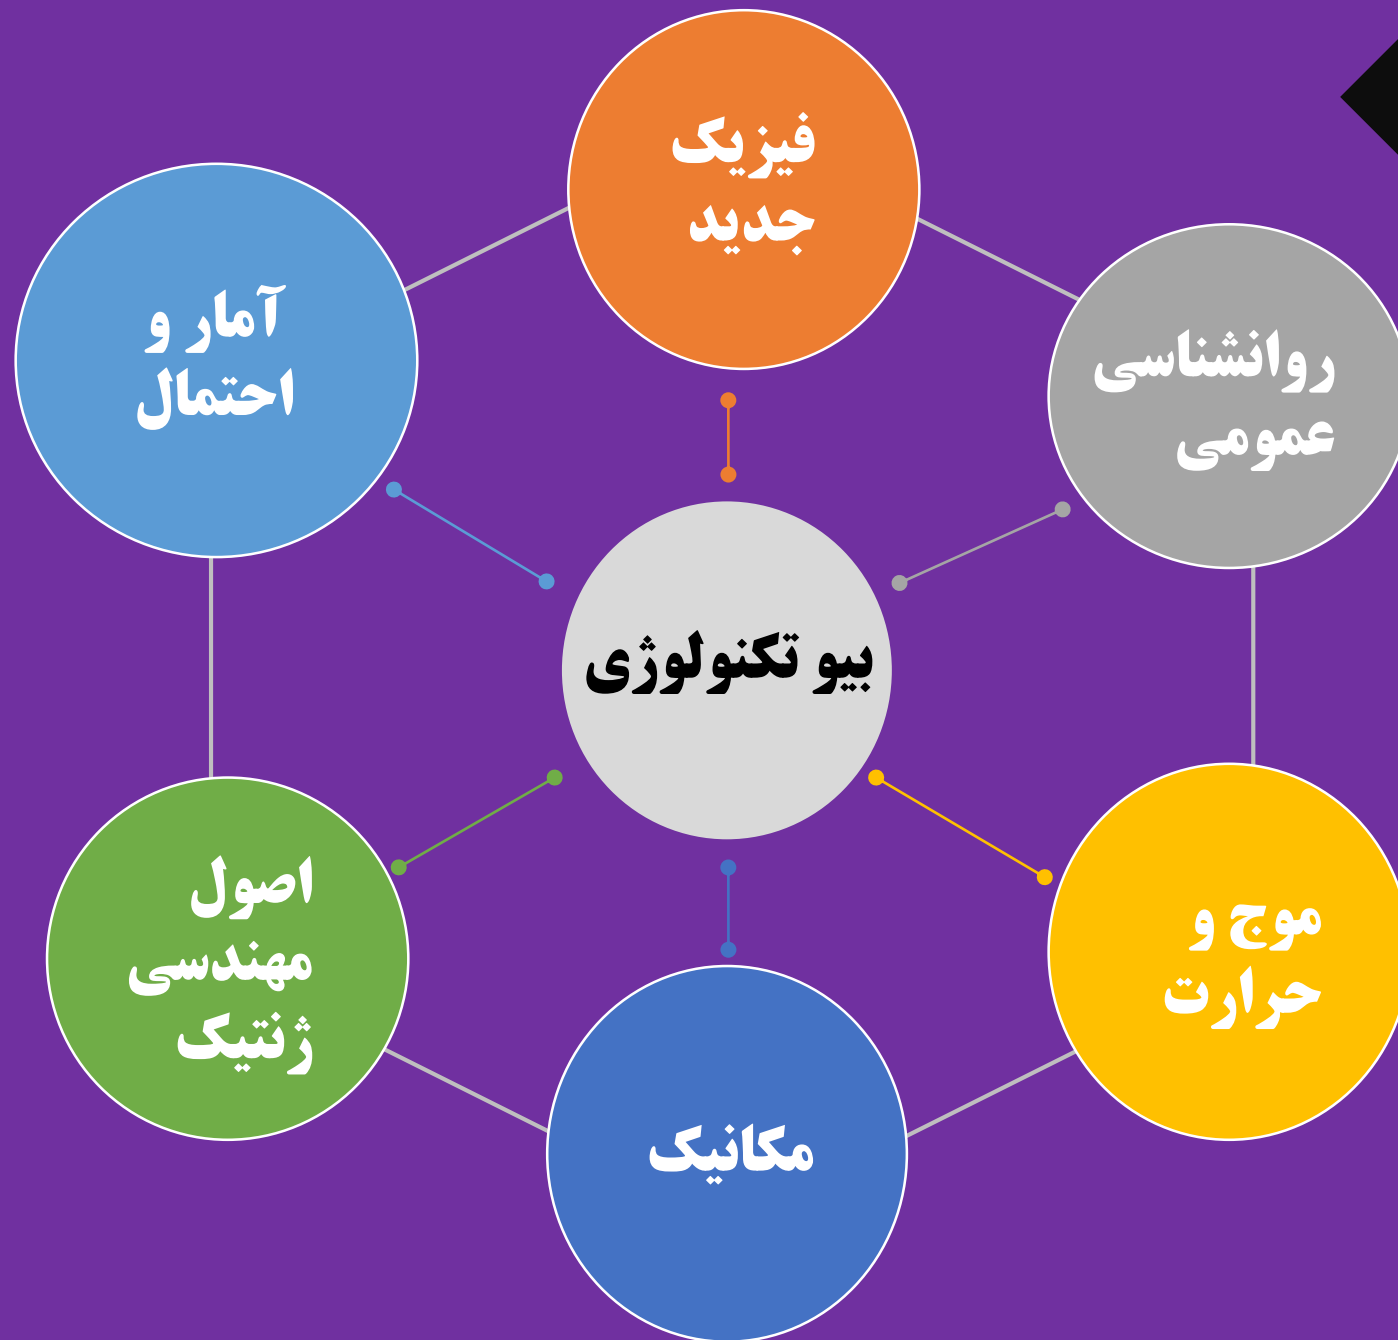 فیزیک
جدید
روانشناسی
عمومی
آمار و
احتمال
بیو تکنولوژی
موج و
حرارت
اصول
مهندسی
ژنتیک
مکانیک